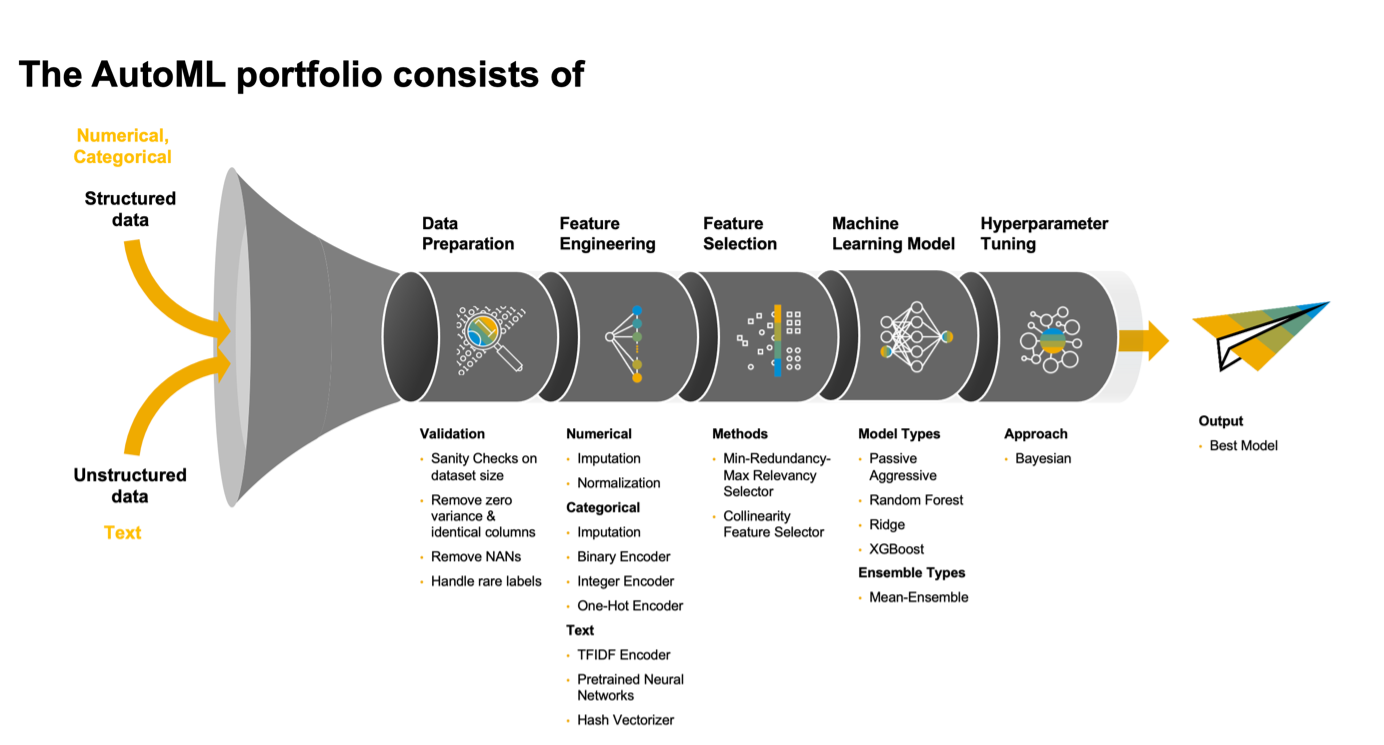 The AutoML portfolio consists of
Numerical,
Categorical
Structured
data
Unstructured
data
Text
Data
Preparation
Feature
Engineering
Feature
Selection
Machine
Learning Model
Hyperparameter
Tuning
Validation
• Sanity Checks on
dataset size
• Remove zero
variance &
identical columns
• Remove NANs
• Handle rare labels
Numerical
• Imputation
• Normalization
Categorical
• Imputation
• Binary Encoder
• Integer Encoder
• One-Hot Encoder
Text
• TFIDF Encoder
• Pretrained Neural
Networks
• Hash Vectorizer
Methods
• Min-Redundancy-
Max Relevancy
Selector
• Collinearity
Feature Selector
Model Types
• Passive
Aggressive
• Random Forest
• Ridge
• XGBoost
Ensemble Types
• Mean-Ensemble
Approach
• Bayesian
Output
• Best Model